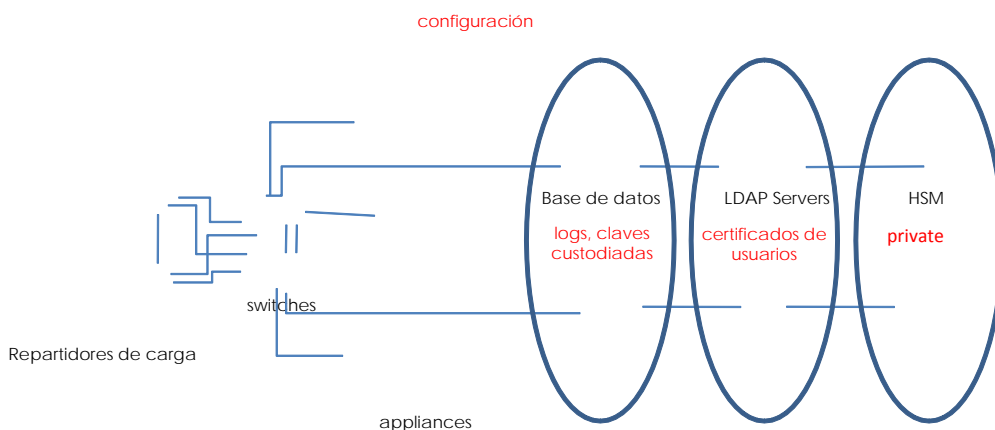 configuración
Base de datos
LDAP Servers
HSM
logs, claves
custodiadas
certificados de
usuarios
private
switches
Repartidores de carga
appliances